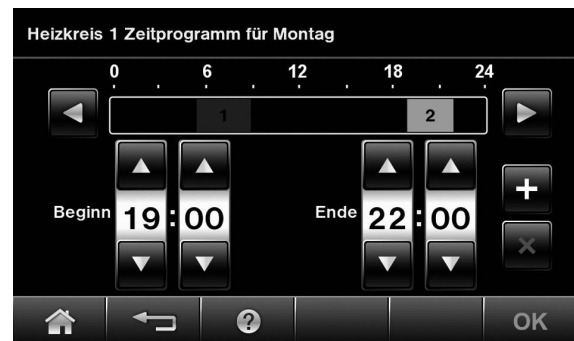 Heizkreis 1 Zeitprogramm für Montag
0 6 12 18 24
1 2
Beginn 19 : 00 Ende 22 : 00
OK